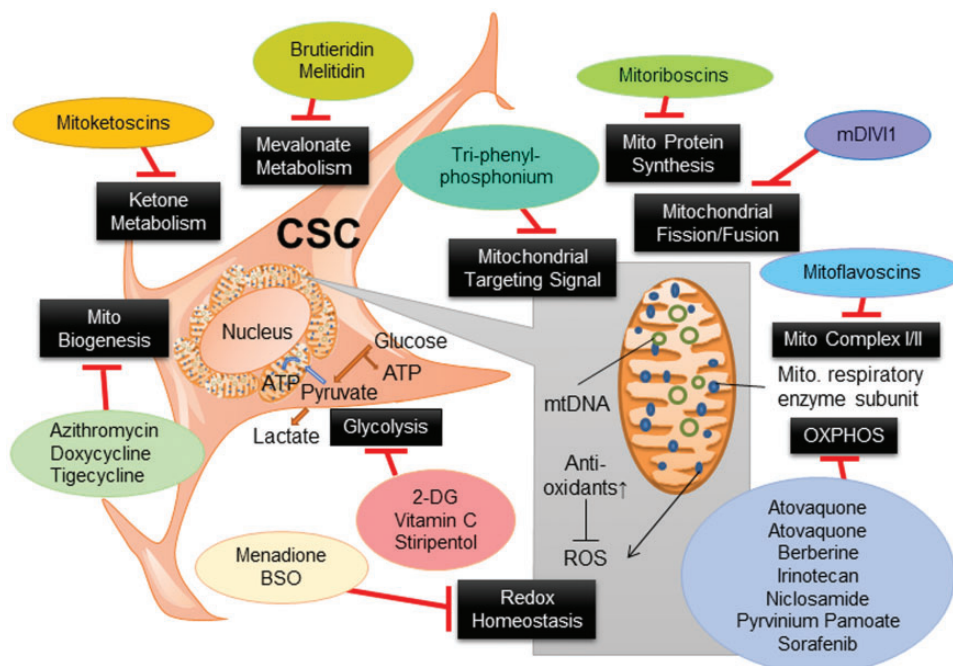 Brutieridin
Melitidin
Mitoriboscins
Mitoketoscins
Mevalonate
Metabolism
Tri-phenyl-
phosphonium
Mito Protein
Synthesis
mDIVI1
Ketone
Metabolism
CSC
Mitochondrial
Fission/Fusion
Mitochondrial
Targeting Signal
Mitoflavoscins
Mito
Biogenesis
Nucleus
Glucose
ATP
ATP
Pyruvate
Lactate
Glycolysis
mtDNA
Mito Complex I/II
Mito. respiratory
enzyme subunit
OXPHOS
Azithromycin
Doxycycline
Tigecycline
2-DG
Vitamin C
Stiripentol
Anti-
oxidants↑
ROS
Menadione
BSO
Redox
Homeostasis
Atovaquone
Atovaquone
Berberine
Irinotecan
Niclosamide
Pyrvinium Pamoate
Sorafenib